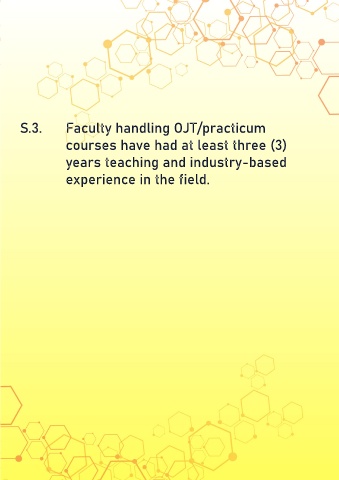 S.3. Faculty handling OJT/practicum
courses have had at least three (3)
years teaching and industry-based
experience in the field.